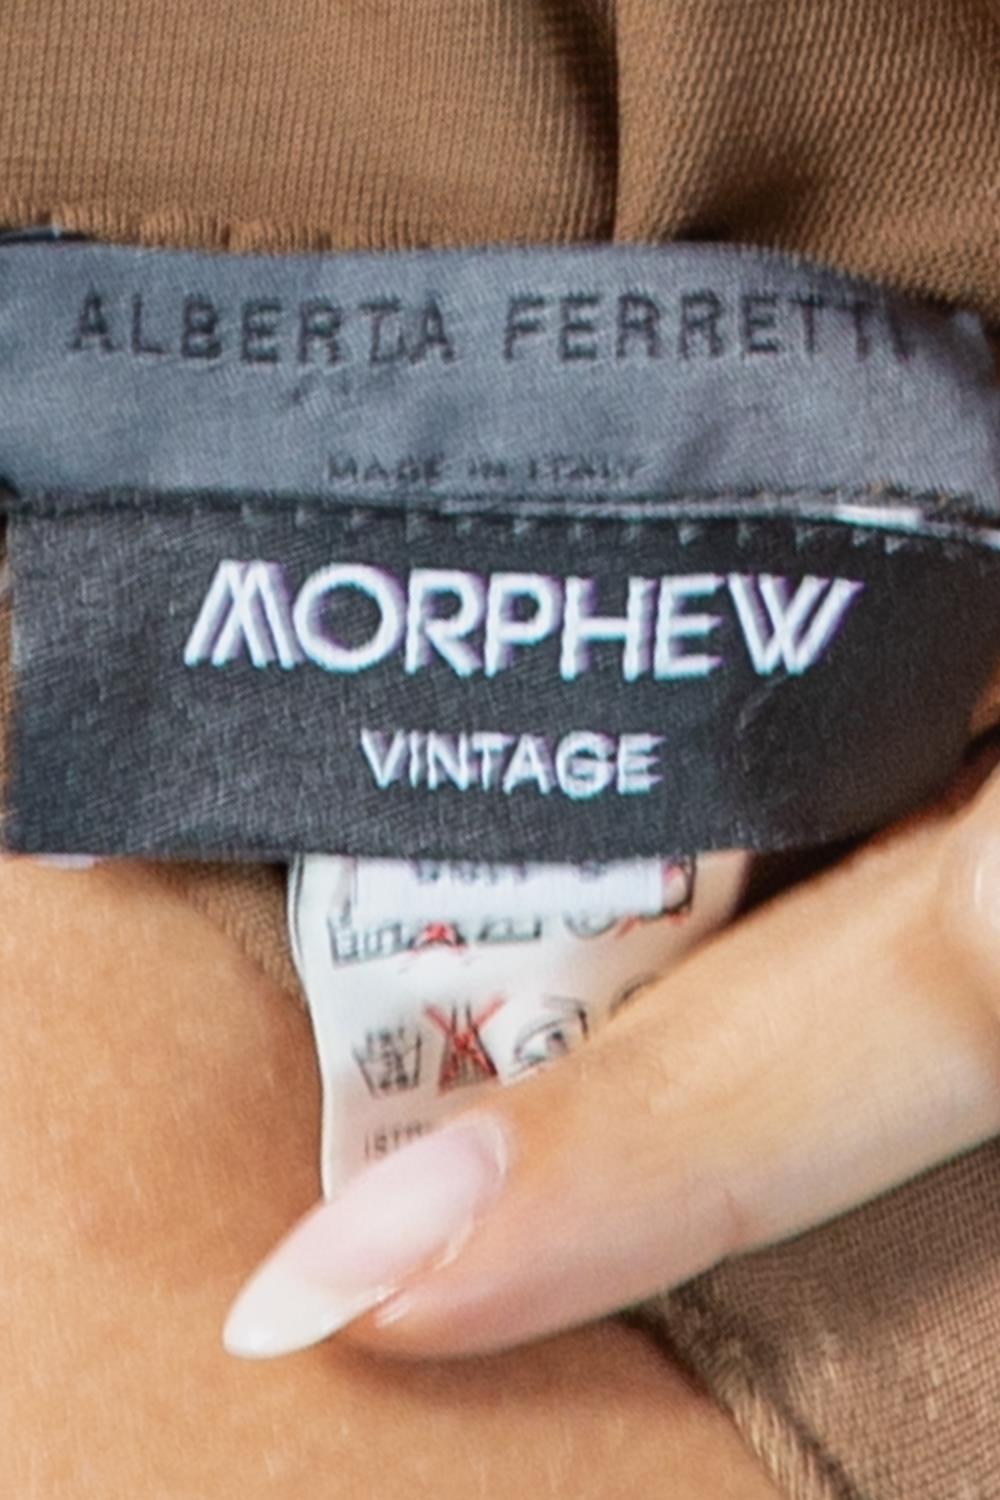 ALBERTA FERRETTI
MADE IN ITALY
MORPHEW
VINTAGE